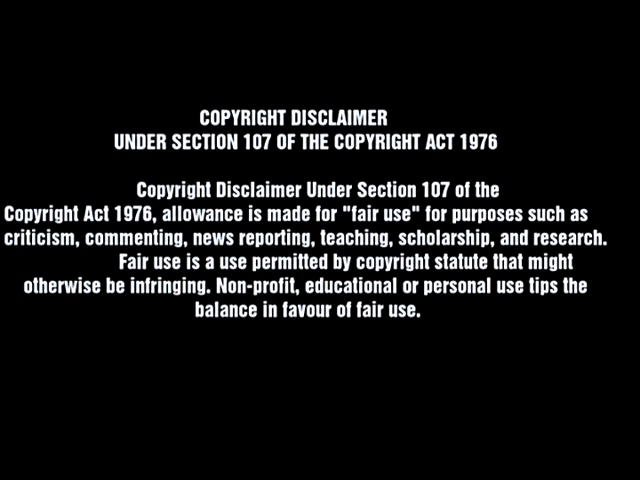 COPYRIGHT DISCLAIMER
UNDER SECTION 107 OF THE COPYRIGHT ACT 1976
Copyright Disclaimer Under Section 107 of the
Copyright Act 1976, allowance is made for "fair use" for purposes such as
criticism, commenting, news reporting, teaching, scholarship, and research.
Fair use is a use permitted by copyright statute that might
otherwise be infringing. Non-profit, educational or personal use tips the
balance in favour of fair use.